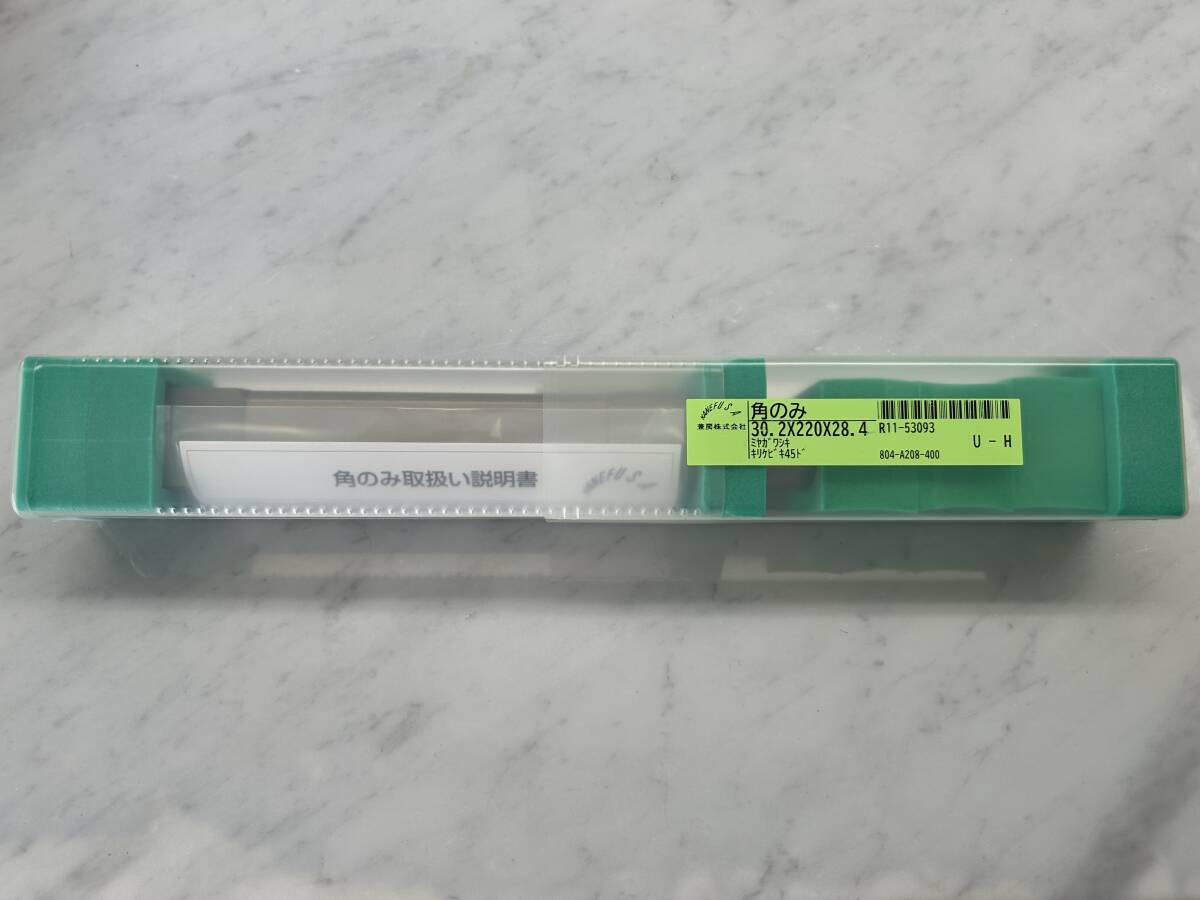 KANEFUSA
兼房株式会社
角のみ
30.2X220X28.4
R11-53093
ミヤガワシキ
キリケビキ45ド
804-A208-400
U-H
角のみ取扱い説明書
KANEFUSA